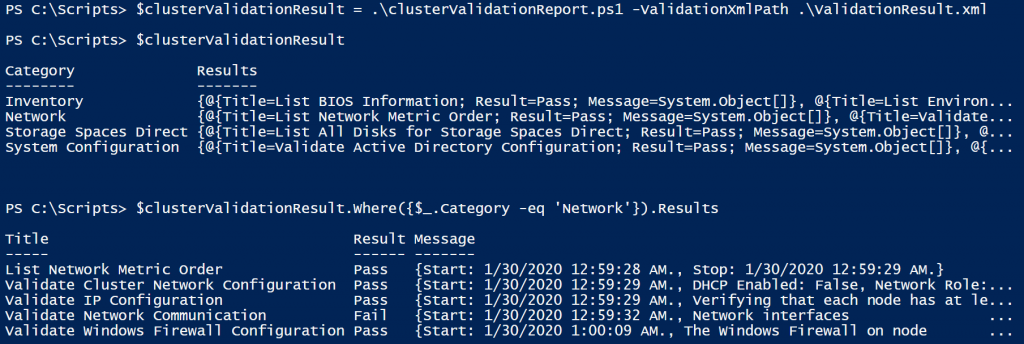 PS C:\Scripts> $clusterValidationResult = .\clusterValidationReport.ps1 -ValidationXmlPath .\ValidationResult.xml
PS C:\Scripts> $clusterValidationResult
Category Results
-------- -------
Inventory {@{Title=List BIOS Information; Result=Pass; Message=System.Object[]}, @{Title=List Environ...
Network {@{Title=List Network Metric Order; Result=Pass; Message=System.Object[]}, @{Title=Validate...
Storage Spaces Direct {@{Title=List All Disks for Storage Spaces Direct; Result=Pass; Message=System.Object[]}, @...
System Configuration {@{Title=Validate Active Directory Configuration; Result=Pass; Message=System.Object[]}, @{...
PS C:\Scripts> $clusterValidationResult.Where({$_.Category -eq 'Network'}).Results
Title Result Message
----- ------ -------
List Network Metric Order Pass {Start: 1/30/2020 12:59:28 AM., Stop: 1/30/2020 12:59:29 AM.}
Validate Cluster Network Configuration Pass {Start: 1/30/2020 12:59:29 AM., DHCP Enabled: False, Network Role:...
Validate IP Configuration Pass {Start: 1/30/2020 12:59:29 AM., Verifying that each node has at le...
Validate Network Communication Fail {Start: 1/30/2020 12:59:32 AM., Network interfaces ...
Validate Windows Firewall Configuration Pass {Start: 1/30/2020 1:00:09 AM., The Windows Firewall on node ...